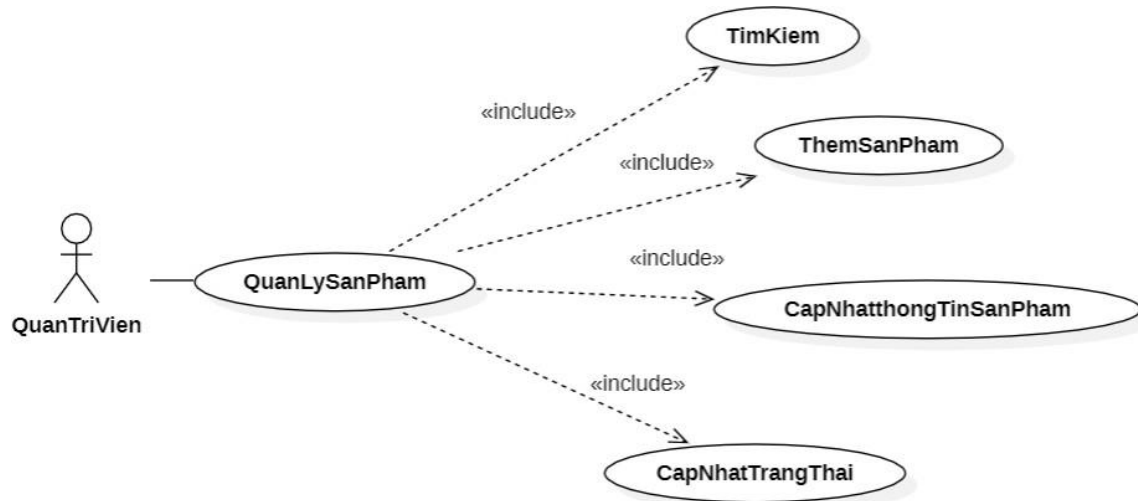 TimKiem
«include»
ThemSanPham
«include»
QuanTriVien
QuanLySanPham
«include»
CapNhatthongTinSanPham
«include»
CapNhatTrangThai